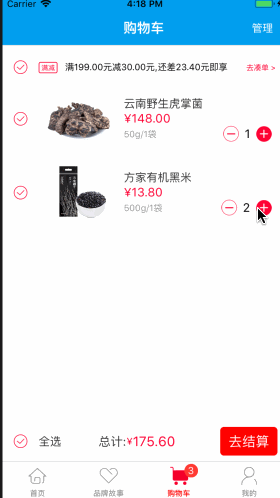 Carrier 4:18 PM
购物车 管理
满减 满199.00元减30.00元,还差23.40元即享 去凑单 >
云南野生虎掌菌
¥148.00
50g/1袋 1
方家有机黑米
¥13.80
500g/1袋 2
全选 总计:¥175.60 去结算
3
首页 品牌故事 购物车 我的